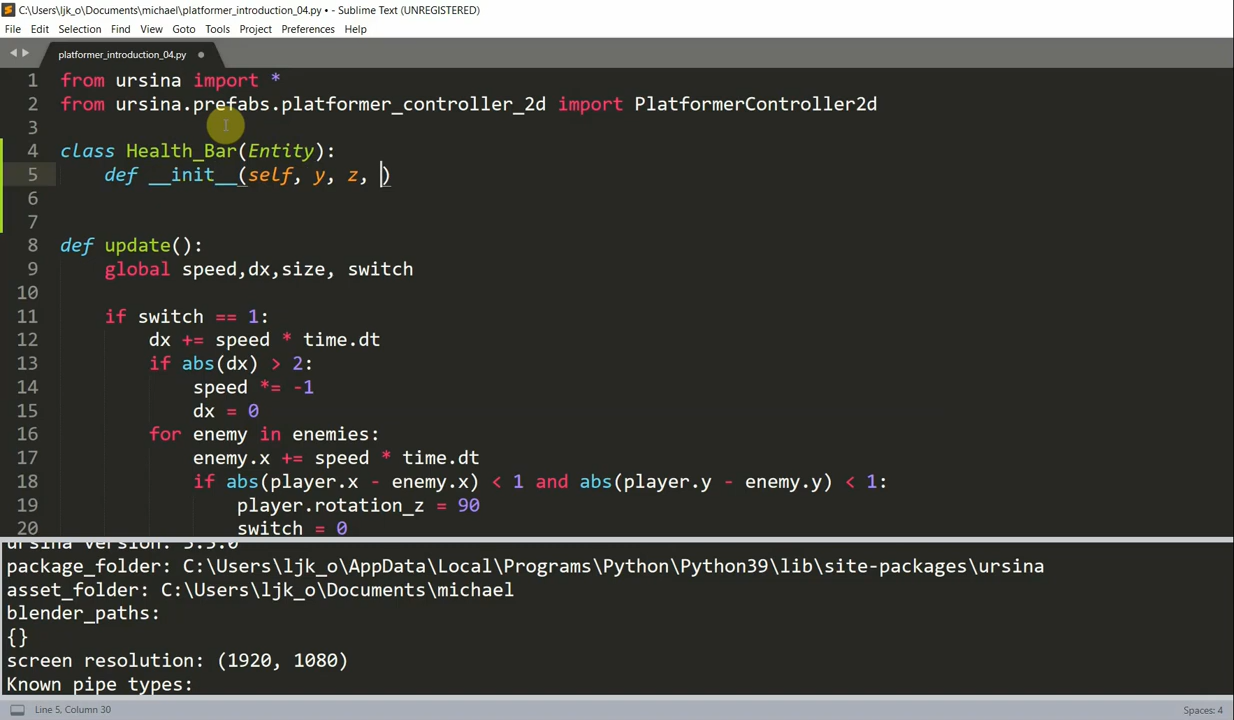 C:\Users\ljk_o\Documents\michael\platformer_introduction_04.py • - Sublime Text (UNREGISTERED)
File Edit Selection Find View Goto Tools Project Preferences Help
platformer_introduction_04.py
1 from ursina import *
2 from ursina.prefabs.platformer_controller_2d import PlatformerController2d
3
4 class Health_Bar(Entity):
5 def __init__(self, y, z, )
6
7
8 def update():
9 global speed,dx,size, switch
10
11 if switch == 1:
12 dx += speed * time.dt
13 if abs(dx) > 2:
14 speed *= -1
15 dx = 0
16 for enemy in enemies:
17 enemy.x += speed * time.dt
18 if abs(player.x - enemy.x) < 1 and abs(player.y - enemy.y) < 1:
19 player.rotation_z = 90
20 switch = 0
ursina version:
package_folder: C:\Users\ljk_o\AppData\Local\Programs\Python\Python39\lib\site-packages\ursina
asset_folder: C:\Users\ljk_o\Documents\michael
blender_paths:
{}
screen resolution: (1920, 1080)
Known pipe types:
Line 5, Column 30
Spaces: 4